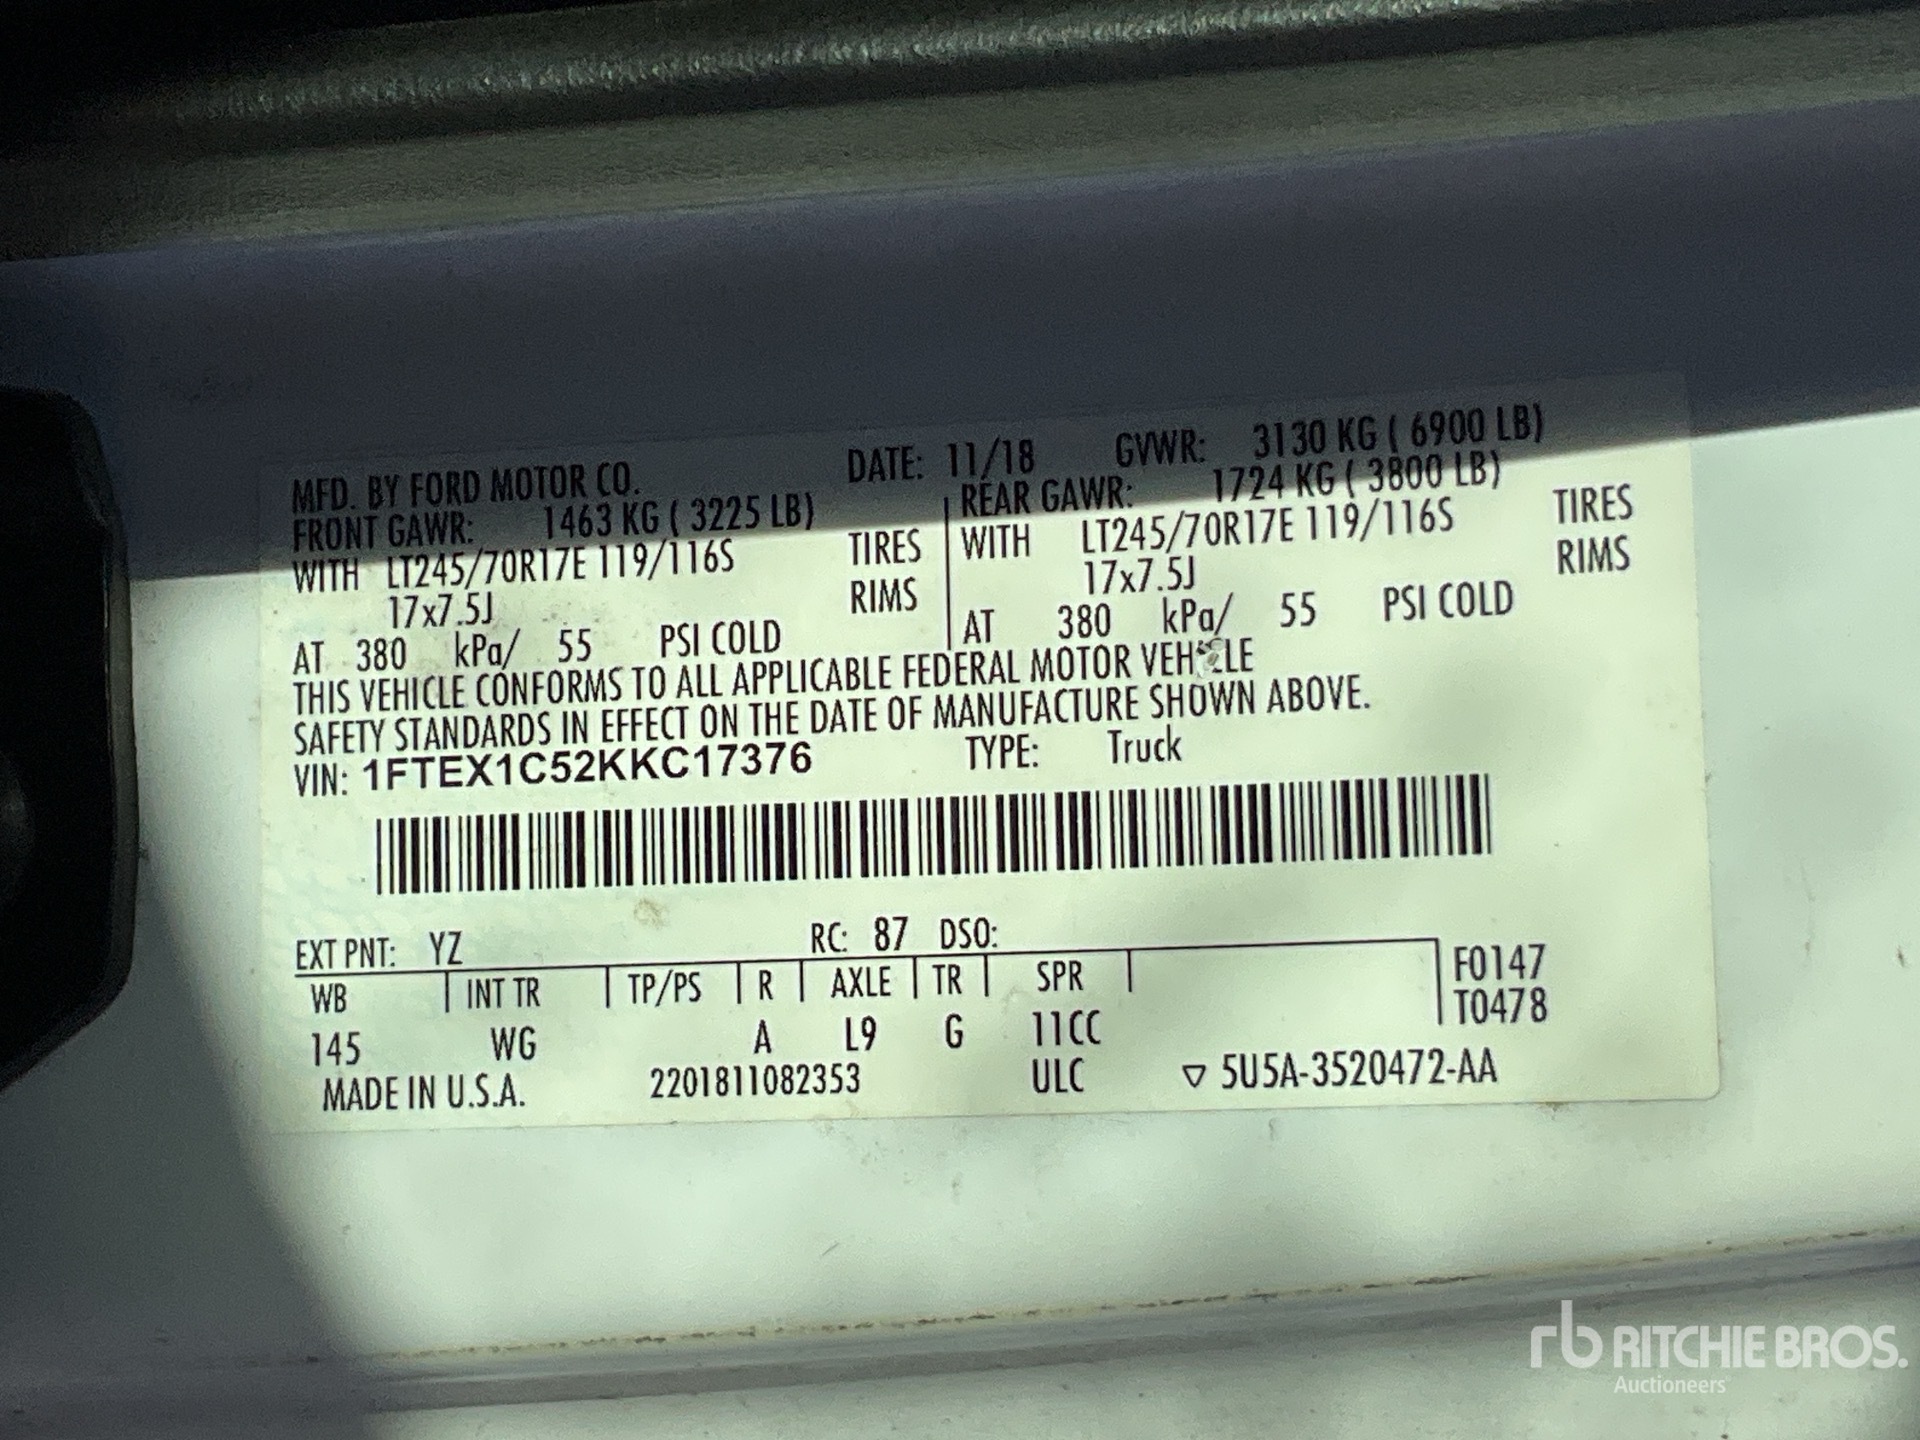 MFD. BY FORD MOTOR CO. DATE: 11/18 GVWR: 3130 KG ( 6900 LB)
FRONT GAWR: 1463 KG ( 3225 LB) REAR GAWR: 1724 KG ( 3800 LB)
WITH LT245/70R17E 119/116S TIRES WITH LT245/70R17E 119/116S TIRES
17x7.5J RIMS 17x7.5J RIMS
AT 380 kPa/ 55 PSI COLD AT 380 kPa/ 55 PSI COLD
THIS VEHICLE CONFORMS TO ALL APPLICABLE FEDERAL MOTOR VEHICLE
SAFETY STANDARDS IN EFFECT ON THE DATE OF MANUFACTURE SHOWN ABOVE.
VIN: 1FTEX1C52KKC17376 TYPE: Truck
EXT PNT: YZ RC: 87 DSO:
WB INT TR TP/PS R AXLE TR SPR F0147
T0478
145 WG A L9 G 11CC
MADE IN U.S.A. 2201811082353 ULC ▽ 5U5A-3520472-AA
rb RITCHIE BROS.
Auctioneers